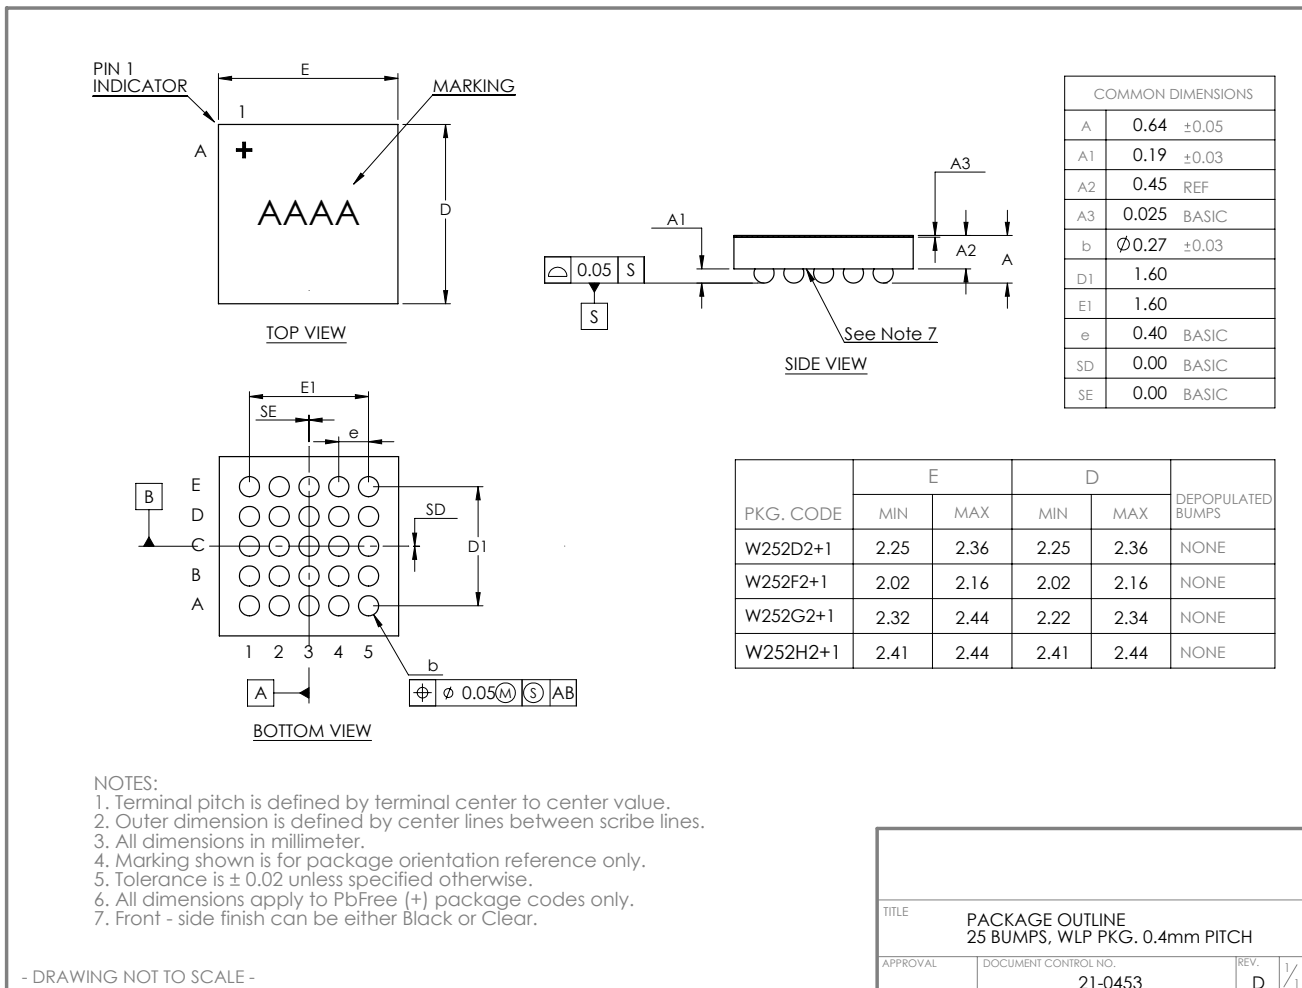 PIN 1
INDICATOR
E
MARKING
1
A
AAAA
D
TOP VIEW
A3
A1
A2
A
⌓ 0.05 S
S
See Note 7
SIDE VIEW
COMMON DIMENSIONS
A 0.64 ±0.05
A1 0.19 ±0.03
A2 0.45 REF
A3 0.025 BASIC
b Ø0.27 ±0.03
D1 1.60
E1 1.60
e 0.40 BASIC
SD 0.00 BASIC
SE 0.00 BASIC
E1
SE
e
B
E
D
C
B
A
SD
D1
1 2 3 4 5
b
A
⌖ ø 0.05Ⓜ Ⓢ AB
BOTTOM VIEW
PKG. CODE E D DEPOPULATED BUMPS
MIN MAX MIN MAX
W252D2+1 2.25 2.36 2.25 2.36 NONE
W252F2+1 2.02 2.16 2.02 2.16 NONE
W252G2+1 2.32 2.44 2.22 2.34 NONE
W252H2+1 2.41 2.44 2.41 2.44 NONE
NOTES:
1. Terminal pitch is defined by terminal center to center value.
2. Outer dimension is defined by center lines between scribe lines.
3. All dimensions in millimeter.
4. Marking shown is for package orientation reference only.
5. Tolerance is ± 0.02 unless specified otherwise.
6. All dimensions apply to PbFree (+) package codes only.
7. Front - side finish can be either Black or Clear.
- DRAWING NOT TO SCALE -
TITLE
PACKAGE OUTLINE
25 BUMPS, WLP PKG. 0.4mm PITCH
APPROVAL
DOCUMENT CONTROL NO.
21-0453
REV.
D
1/1